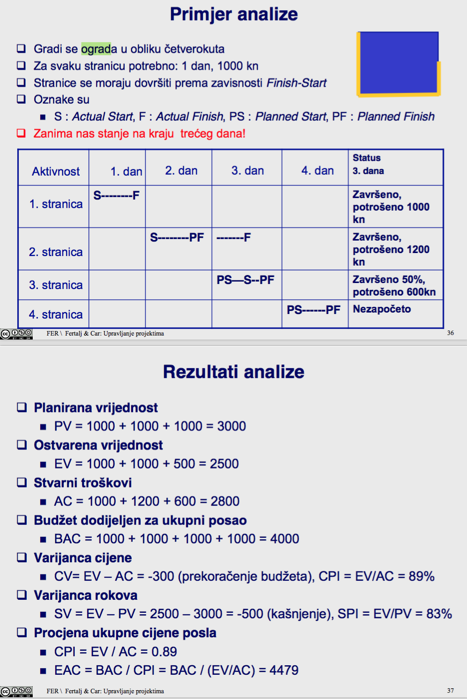 Primjer analize
❑ Gradi se ograda u obliku četverokuta
❑ Za svaku stranicu potrebno: 1 dan, 1000 kn
❑ Stranice se moraju dovršiti prema zavisnosti Finish-Start
❑ Oznake su
■ S : Actual Start, F : Actual Finish, PS : Planned Start, PF : Planned Finish
❑ Zanima nas stanje na kraju trećeg dana!
Aktivnost 1. dan 2. dan 3. dan 4. dan Status
3. dana
1. stranica S--------F Završeno,
potrošeno 1000
kn
2. stranica S--------PF -------F Završeno,
potrošeno 1200
kn
3. stranica PS—S--PF Završeno 50%,
potrošeno 600kn
4. stranica PS------PF Nezapočeto
FER \ Fertalj & Car: Upravljanje projektima 36
Rezultati analize
❑ Planirana vrijednost
■ PV = 1000 + 1000 + 1000 = 3000
❑ Ostvarena vrijednost
■ EV = 1000 + 1000 + 500 = 2500
❑ Stvarni troškovi
■ AC = 1000 + 1200 + 600 = 2800
❑ Budžet dodijeljen za ukupni posao
■ BAC = 1000 + 1000 + 1000 + 1000 = 4000
❑ Varijanca cijene
■ CV= EV – AC = -300 (prekoračenje budžeta), CPI = EV/AC = 89%
❑ Varijanca rokova
■ SV = EV – PV = 2500 – 3000 = -500 (kašnjenje), SPI = EV/PV = 83%
❑ Procjena ukupne cijene posla
■ CPI = EV / AC = 0.89
■ EAC = BAC / CPI = BAC / (EV/AC) = 4479
FER \ Fertalj & Car: Upravljanje projektima 37